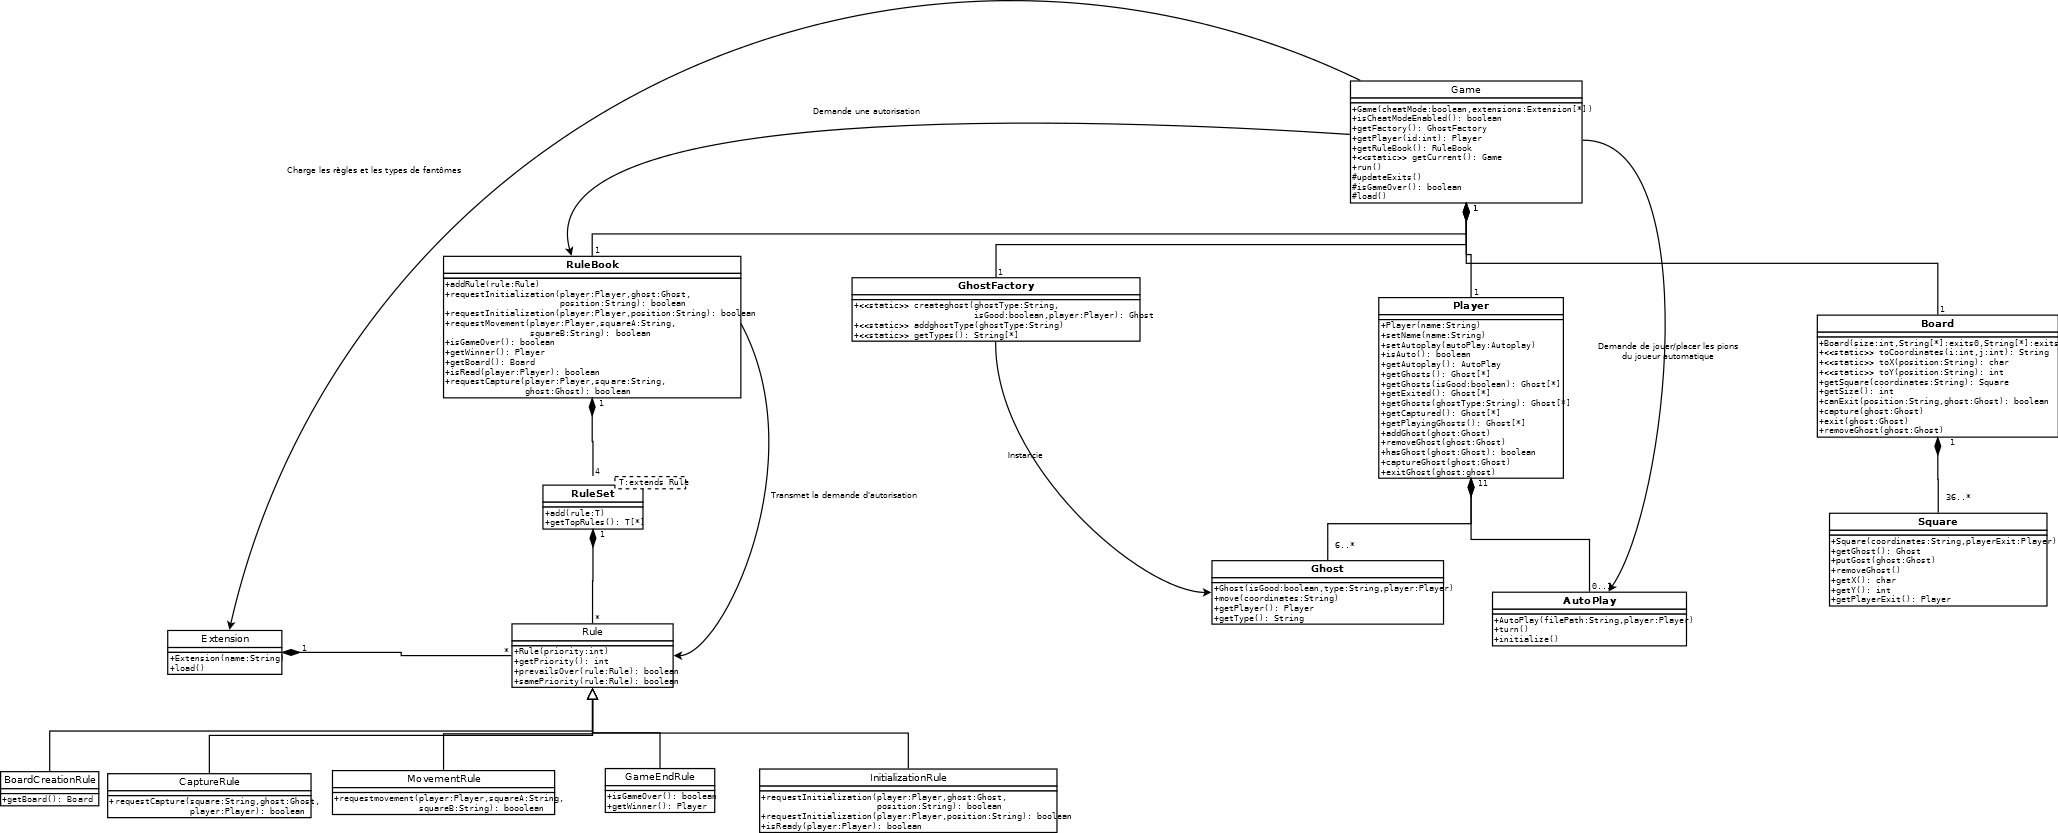 Game
+Game(cheatMode:boolean,extensions:Extension[*])
+isCheatModeEnabled(): boolean
+getFactory(): GhostFactory
+getPlayer(id:int): Player
+getRuleBook(): RuleBook
+<<static>> getCurrent(): Game
+run()
#updateExits()
#isGameOver(): boolean
#load()
1
Demande une autorisation
Charge les règles et les types de fantômes
1
RuleBook
+addRule(rule:Rule)
+requestInitialization(player:Player,ghost:Ghost,
position:String): boolean
+requestInitialization(player:Player,position:String): boolean
+requestMovement(player:Player,squareA:String,
squareB:String): boolean
+isGameOver(): boolean
+getWinner(): Player
+getBoard(): Board
+isRead(player:Player): boolean
+requestCapture(player:Player,square:String,
ghost:Ghost): boolean
1
1
GhostFactory
+<<static>> createghost(ghostType:String,
isGood:boolean,player:Player): Ghost
+<<static>> addghostType(ghostType:String)
+<<static>> getTypes(): String[*]
1
Player
+Player(name:String)
+setName(name:String)
+setAutoplay(autoPlay:Autoplay)
+isAuto(): boolean
+getAutoplay(): AutoPlay
+getGhosts(): Ghost[*]
+getGhosts(isGood:boolean): Ghost[*]
+getExited(): Ghost[*]
+getGhosts(ghostType:String): Ghost[*]
+getCaptured(): Ghost[*]
+getPlayingGhosts(): Ghost[*]
+addGhost(ghost:Ghost)
+removeGhost(ghost:Ghost)
+hasGhost(ghost:Ghost): boolean
+captureGhost(ghost:Ghost)
+exitGhost(ghost:ghost)
11
Demande de jouer/placer les pions
du joueur automatique
1
Board
+Board(size:int,String[*]:exits0,String[*]:exits
+<<static>> toCoordinates(i:int,j:int): String
+<<static>> toX(position:String): char
+<<static>> toY(position:String): int
+getSquare(coordinates:String): Square
+getSize(): int
+canExit(position:String,ghost:Ghost): boolean
+capture(ghost:Ghost)
+exit(ghost:Ghost)
+removeGhost(ghost:Ghost)
1
36..*
Square
+Square(coordinates:String,playerExit:Player)
+getGhost(): Ghost
+putGost(ghost:Ghost)
+removeGhost()
+getX(): char
+getY(): int
+getPlayerExit(): Player
4
T:extends Rule
RuleSet
+add(rule:T)
+getTopRules(): T[*]
1
Transmet la demande d'autorisation
Instancie
6..*
Ghost
+Ghost(isGood:boolean,type:String,player:Player)
+move(coordinates:String)
+getPlayer(): Player
+getType(): String
0..1
AutoPlay
+AutoPlay(filePath:String,player:Player)
+turn()
+initialize()
Extension
+Extension(name:String)
+load()
1
*
*
Rule
+Rule(priority:int)
+getPriority(): int
+prevailsOver(rule:Rule): boolean
+samePriority(rule:Rule): boolean
BoardCreationRule
+getBoard(): Board
CaptureRule
+requestCapture(square:String,ghost:Ghost,
player:Player): boolean
MovementRule
+requestmovement(player:Player,squareA:String,
squareB:String): booolean
GameEndRule
+isGameOver(): boolean
+getWinner(): Player
InitializationRule
+requestInitialization(player:Player,ghost:Ghost,
position:String): boolean
+requestInitialization(player:Player,position:String): boolean
+isReady(player:Player): boolean